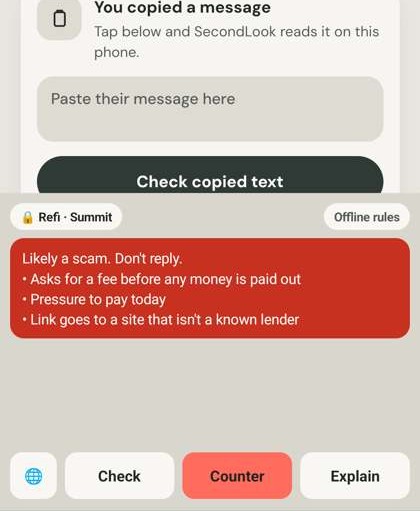 You copied a message
Tap below and SecondLook reads it on this
phone.
Paste their message here
Check copied text
🔒 Refi · Summit
Offline rules
Likely a scam. Don't reply.
• Asks for a fee before any money is paid out
• Pressure to pay today
• Link goes to a site that isn't a known lender
Check
Counter
Explain